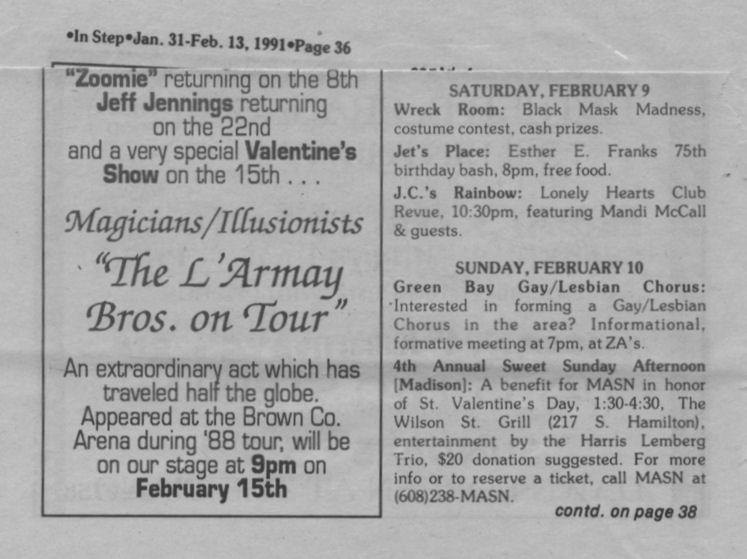 •In Step•Jan. 31-Feb. 13, 1991•Page 36
"Zoomie" returning on the 8th
Jeff Jennings returning
on the 22nd
and a very special Valentine's
Show on the 15th . . .
Magicians/Illusionists
"The L'Armay
Bros. on Tour"
An extraordinary act which has
traveled half the globe.
Appeared at the Brown Co.
Arena during '88 tour, will be
on our stage at 9pm on
February 15th
SATURDAY, FEBRUARY 9
Wreck Room: Black Mask Madness,
costume contest, cash prizes.
Jet's Place: Esther E. Franks 75th
birthday bash, 8pm, free food.
J.C.'s Rainbow: Lonely Hearts Club
Revue, 10:30pm, featuring Mandi McCall
& guests.
SUNDAY, FEBRUARY 10
Green Bay Gay/Lesbian Chorus:
Interested in forming a Gay/Lesbian
Chorus in the area? Informational,
formative meeting at 7pm, at ZA's.
4th Annual Sweet Sunday Afternoon
[Madison]: A benefit for MASN in honor
of St. Valentine's Day, 1:30-4:30, The
Wilson St. Grill (217 S. Hamilton),
entertainment by the Harris Lemberg
Trio, $20 donation suggested. For more
info or to reserve a ticket, call MASN at
(608)238-MASN.
contd. on page 38